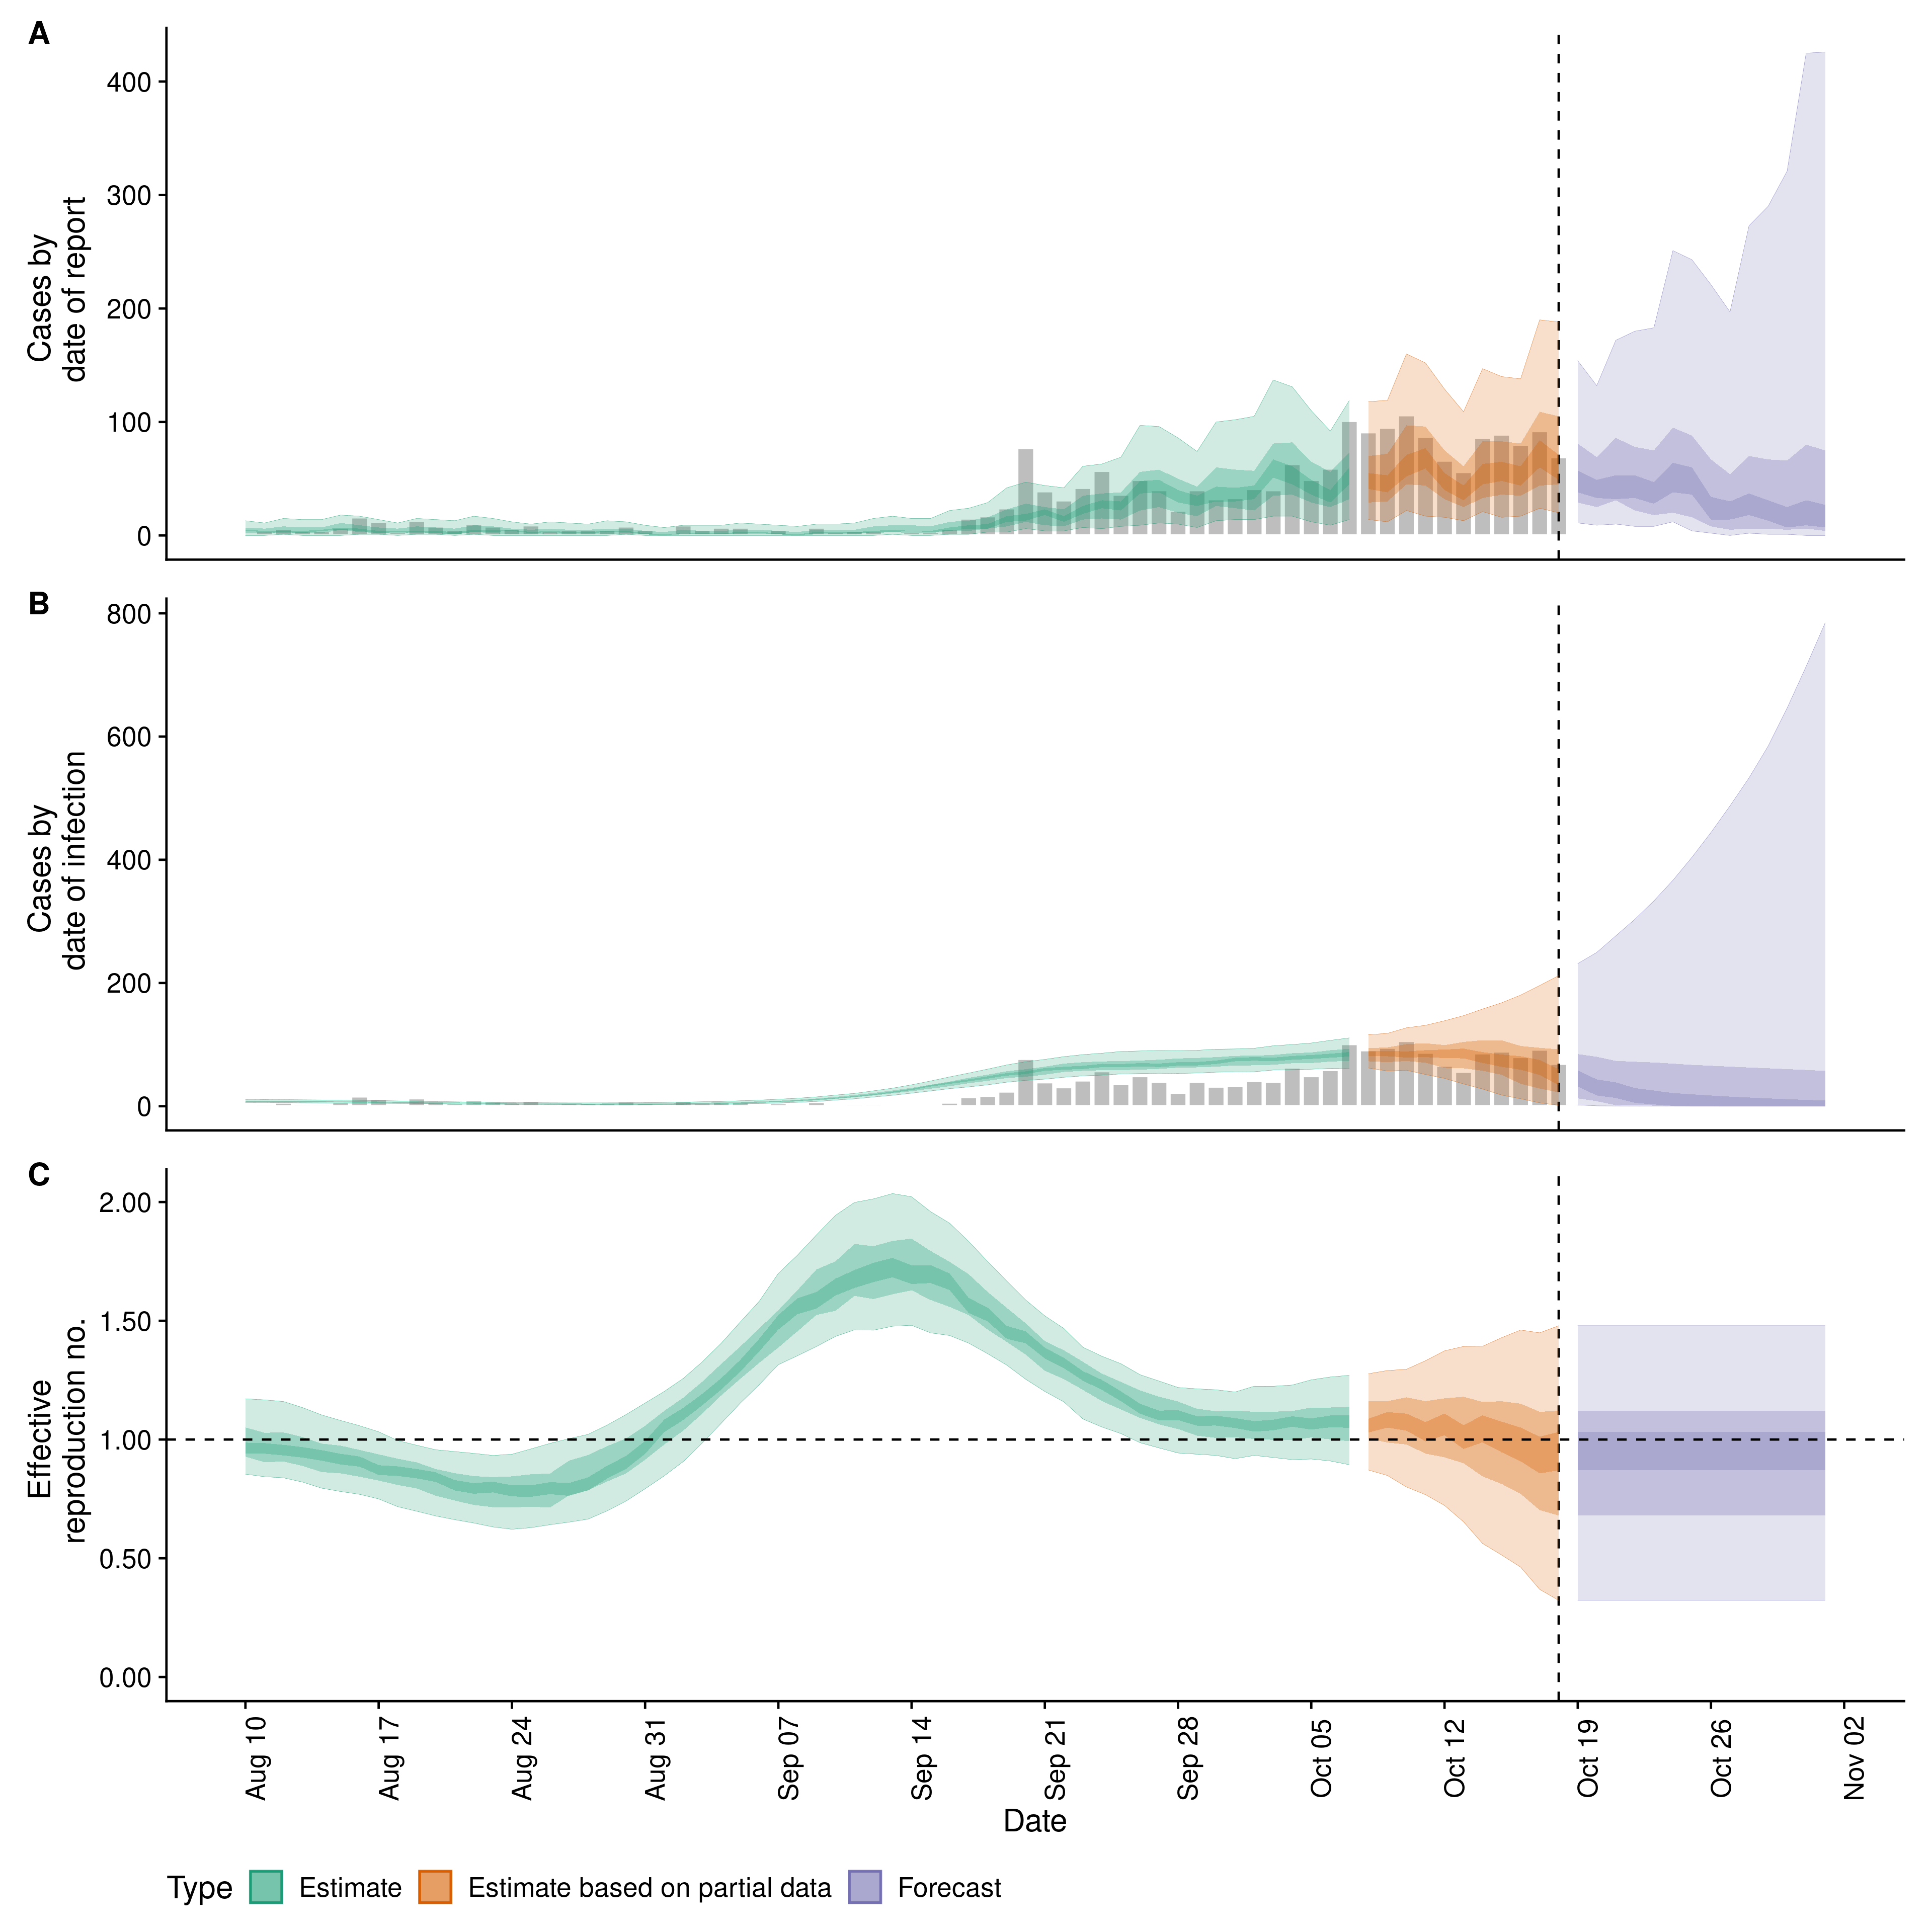 A
Cases by
date of report
400
300
200
100
0
B
Cases by
date of infection
800
600
400
200
0
C
Effective
reproduction no.
2.00
1.50
1.00
0.50
0.00
Aug 10
Aug 17
Aug 24
Aug 31
Sep 07
Sep 14
Sep 21
Sep 28
Oct 05
Oct 12
Oct 19
Oct 26
Nov 02
Date
Type Estimate Estimate based on partial data Forecast